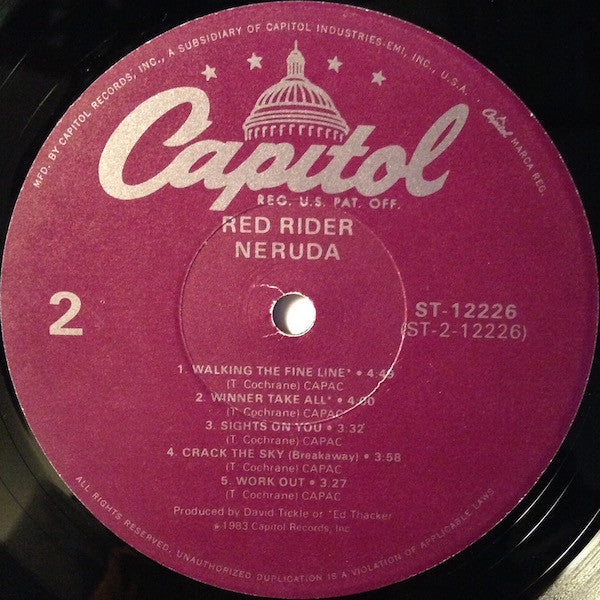 MFD. BY CAPITOL RECORDS, INC., A SUBSIDIARY OF CAPITOL INDUSTRIES-EMI, INC., U.S.A.
Capitol MARCA REG.
Capitol
REG. U.S. PAT. OFF.
RED RIDER
NERUDA
2
ST-12226
(ST-2-12226)
1. WALKING THE FINE LINE* • 4:45
(T. Cochrane) CAPAC
2. WINNER TAKE ALL* • 4:00
(T. Cochrane) CAPAC
3. SIGHTS ON YOU • 3:32
(T. Cochrane) CAPAC
4. CRACK THE SKY (Breakaway) • 3:58
(T. Cochrane) CAPAC
5. WORK OUT • 3:27
(T. Cochrane) CAPAC
Produced by David Tickle or *Ed Thacker
℗1983 Capitol Records, Inc.
ALL RIGHTS RESERVED. UNAUTHORIZED DUPLICATION IS A VIOLATION OF APPLICABLE LAWS